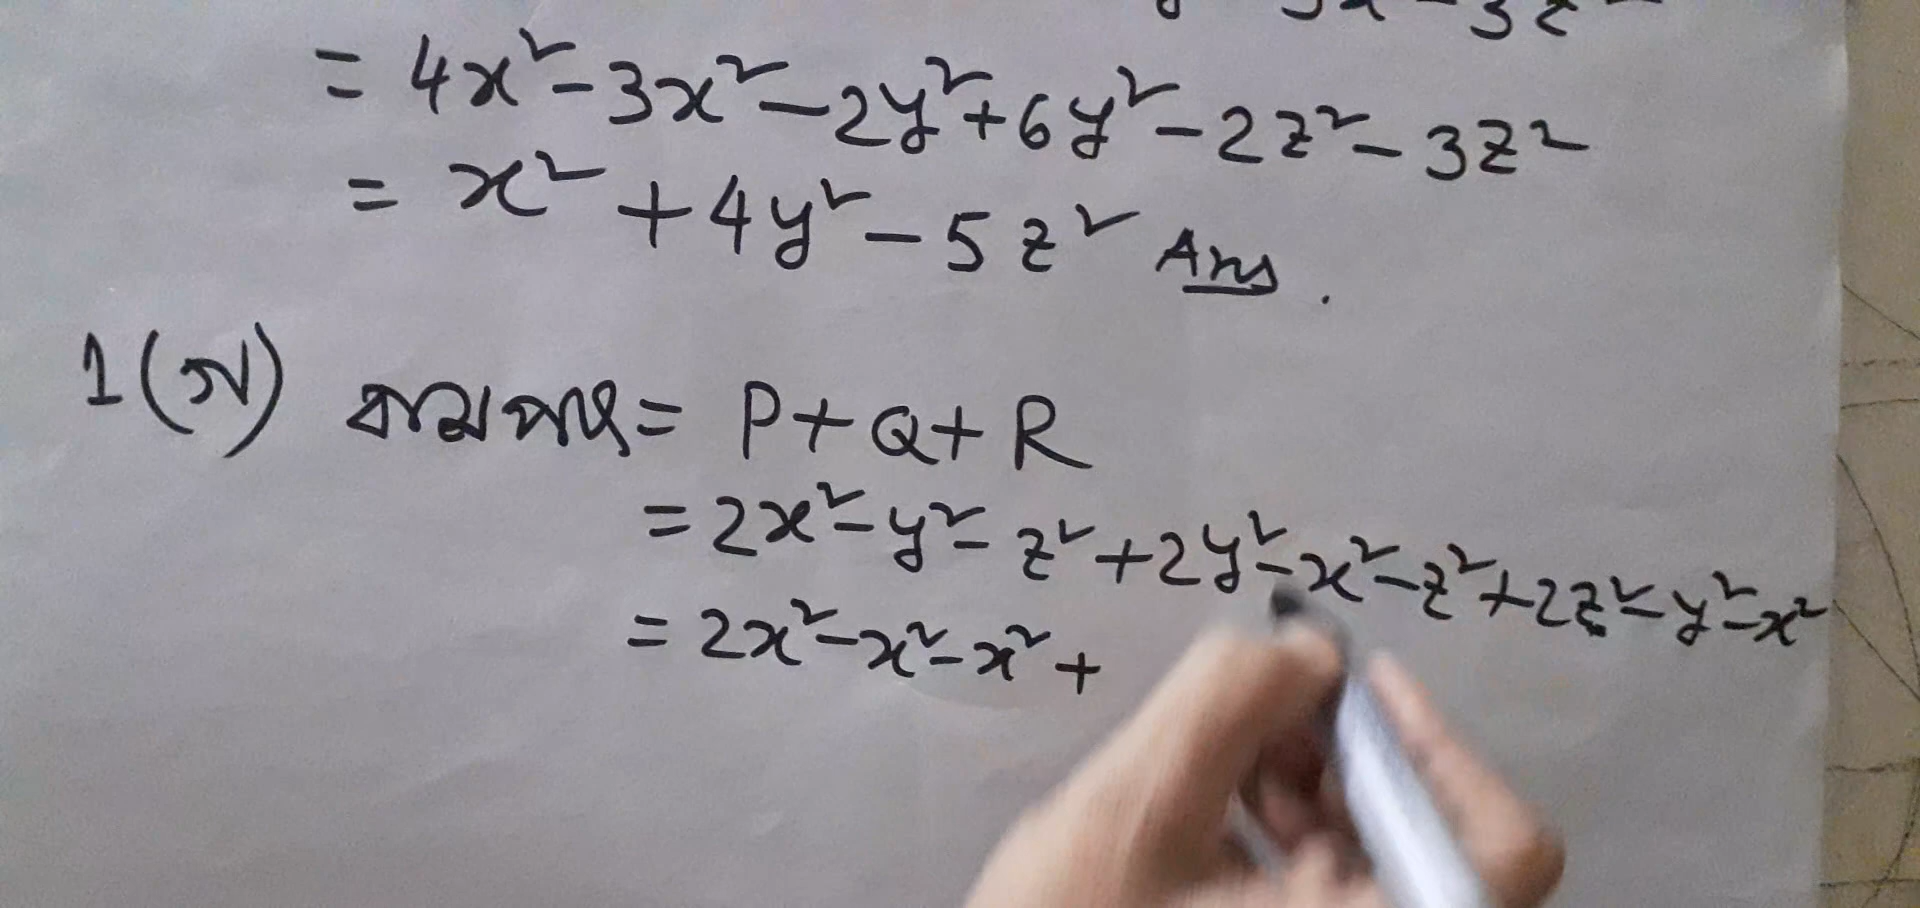 = 4x² - 3x² - 2y² + 6y² - 2z² - 3z²
= x² + 4y² - 5z² Ans.
1(গ) বামপক্ষ = P + Q + R
= 2x² - y² - z² + 2y² - x² - z² + 2z² - y² - x²
= 2x² - x² - x² +